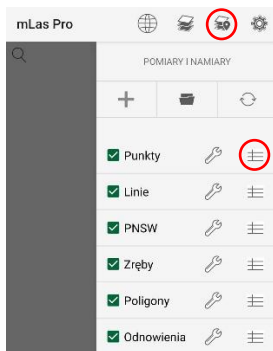 mLas Pro
POMIARY I NAMIARY
Punkty
Linie
PNSW
Zręby
Poligony
Odnowienia